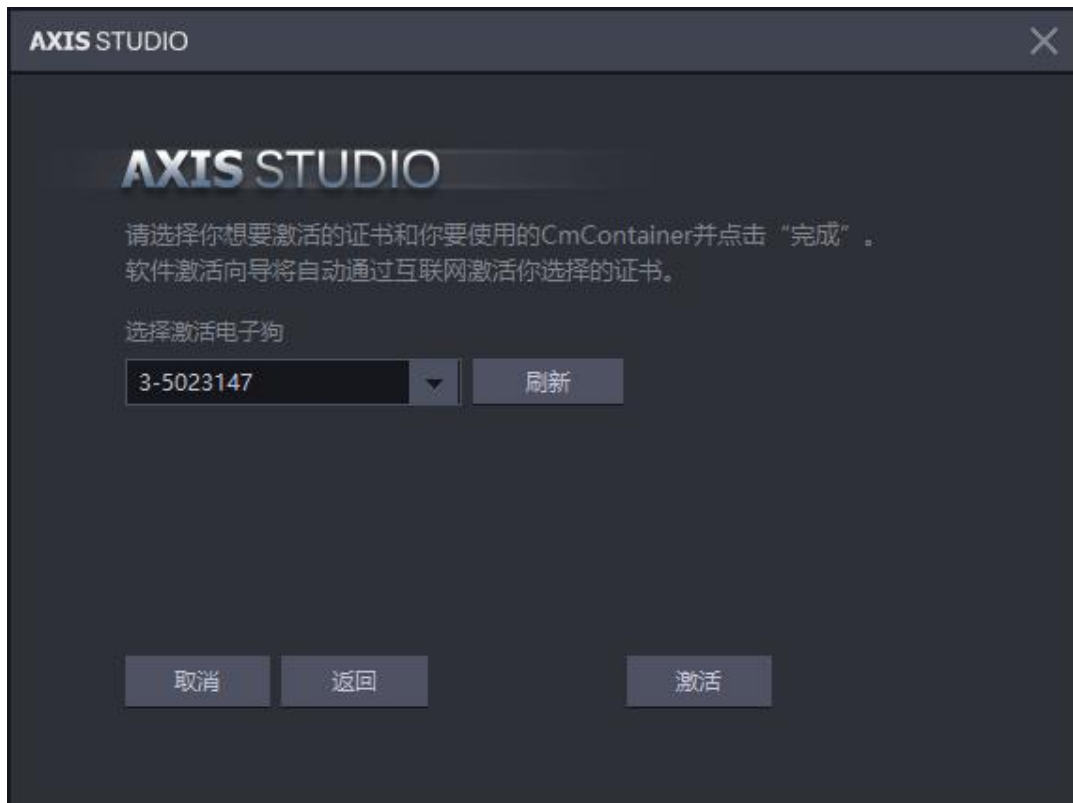 AXIS STUDIO
AXIS STUDIO
请选择你想要激活的证书和你要使用的CmContainer并点击“完成”。
软件激活向导将自动通过互联网激活你选择的证书。
选择激活电子狗
3-5023147 刷新
取消 返回 激活